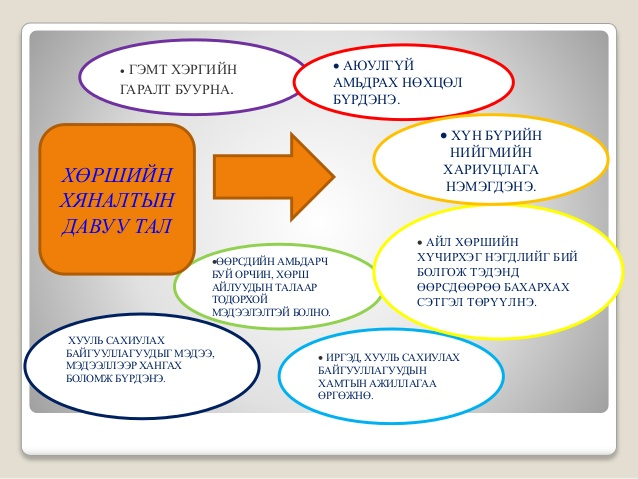 • ГЭМТ ХЭРГИЙН
ГАРАЛТ БУУРНА.
• АЮУЛГҮЙ
АМЬДРАХ НӨХЦӨЛ
БҮРДЭНЭ.
• ХҮН БҮРИЙН
НИЙГМИЙН
ХАРИУЦЛАГА
НЭМЭГДЭНЭ.
ХӨРШИЙН
ХЯНАЛТЫН
ДАВУУ ТАЛ
• АЙЛ ХӨРШИЙН
ХҮЧИРХЭГ НЭГДЛИЙГ БИЙ
БОЛГОЖ ТЭДЭНД
ӨӨРСДӨӨРӨӨ БАХАРХАХ
СЭТГЭЛ ТӨРҮҮЛНЭ.
•ӨӨРСДИЙН АМЬДАРЧ
БУЙ ОРЧИН, ХӨРШ
АЙЛУУДЫН ТАЛААР
ТОДОРХОЙ
МЭДЭЭЛЭЛТЭЙ БОЛНО.
ХУУЛЬ САХИУЛАХ
БАЙГУУЛЛАГУУДЫГ МЭДЭЭ,
МЭДЭЭЛЛЭЭР ХАНГАХ
БОЛОМЖ БҮРДЭНЭ.
• ИРГЭД, ХУУЛЬ САХИУЛАХ
БАЙГУУЛЛАГУУДЫН
ХАМТЫН АЖИЛЛАГАА
ӨРГӨЖНӨ.